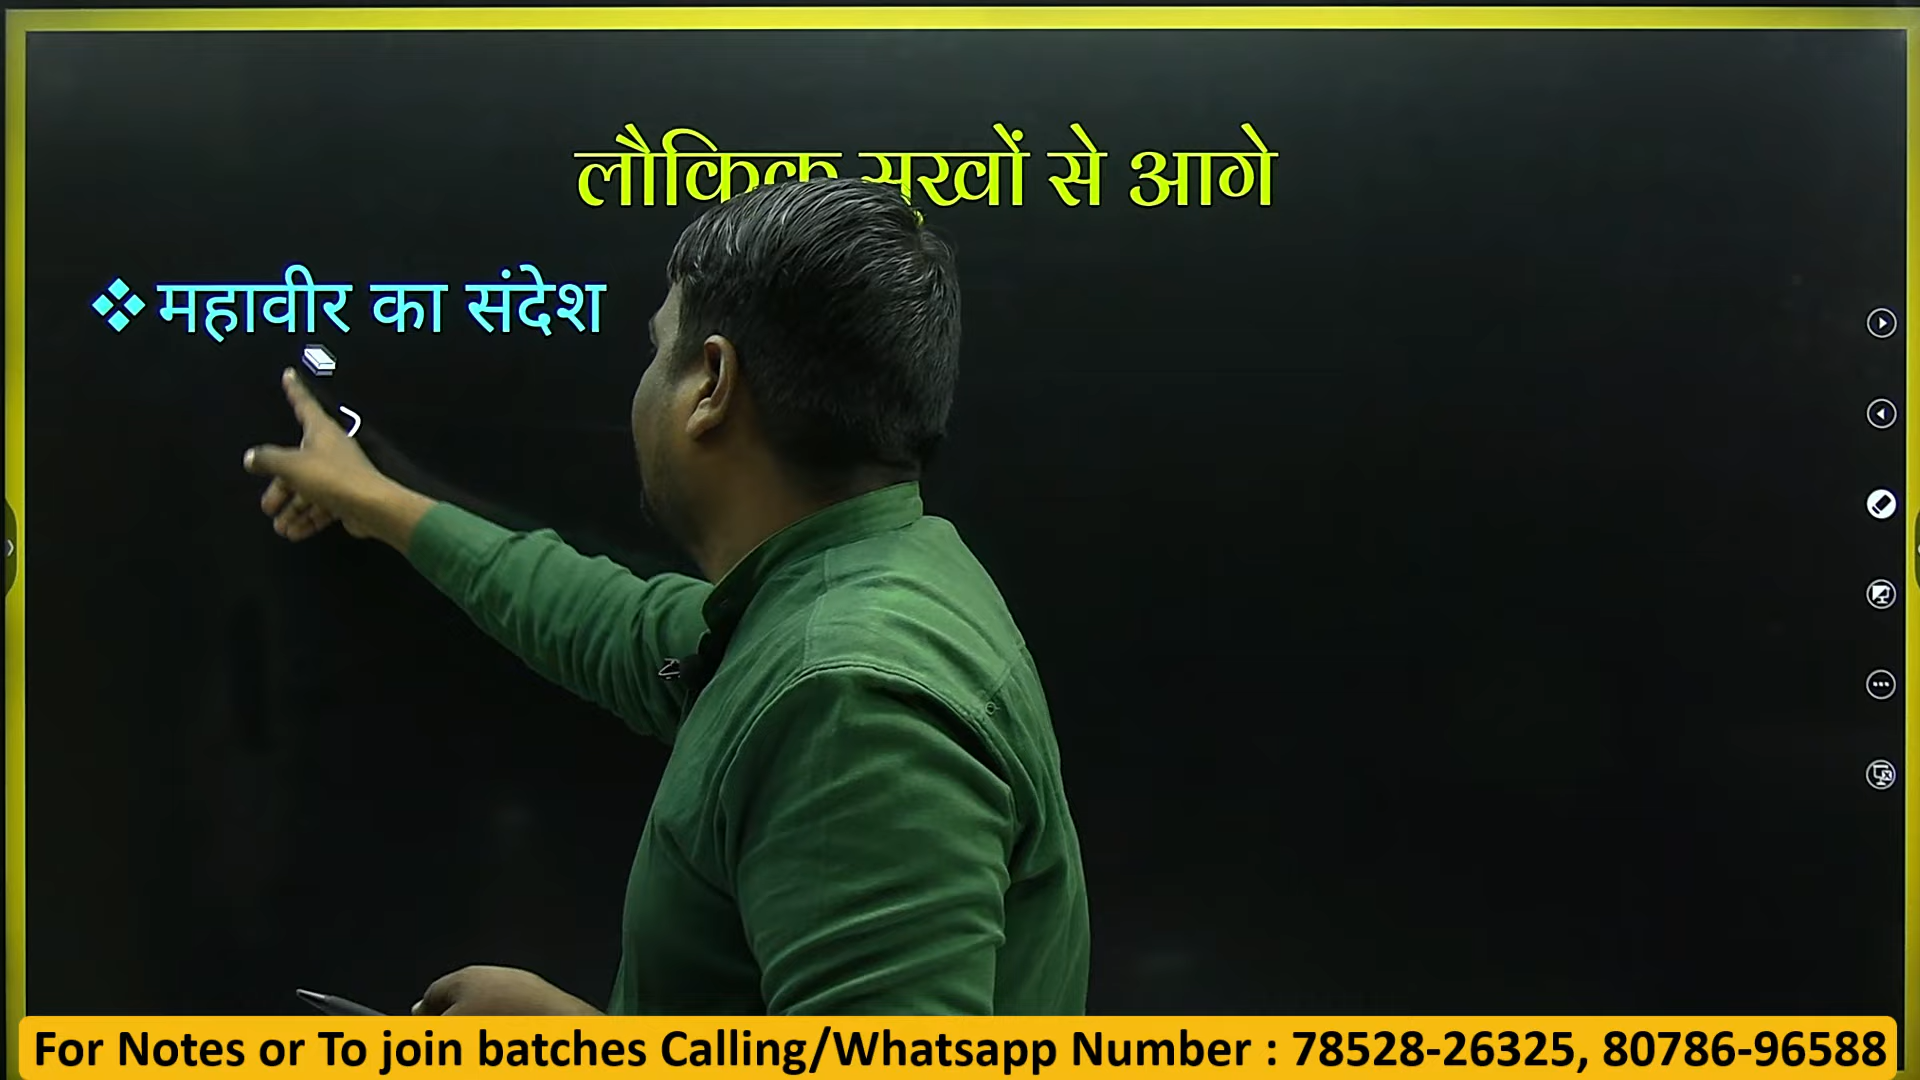 लौकिक सुखों से आगे
❖ महावीर का संदेश
For Notes or To join batches Calling/Whatsapp Number : 78528-26325, 80786-96588